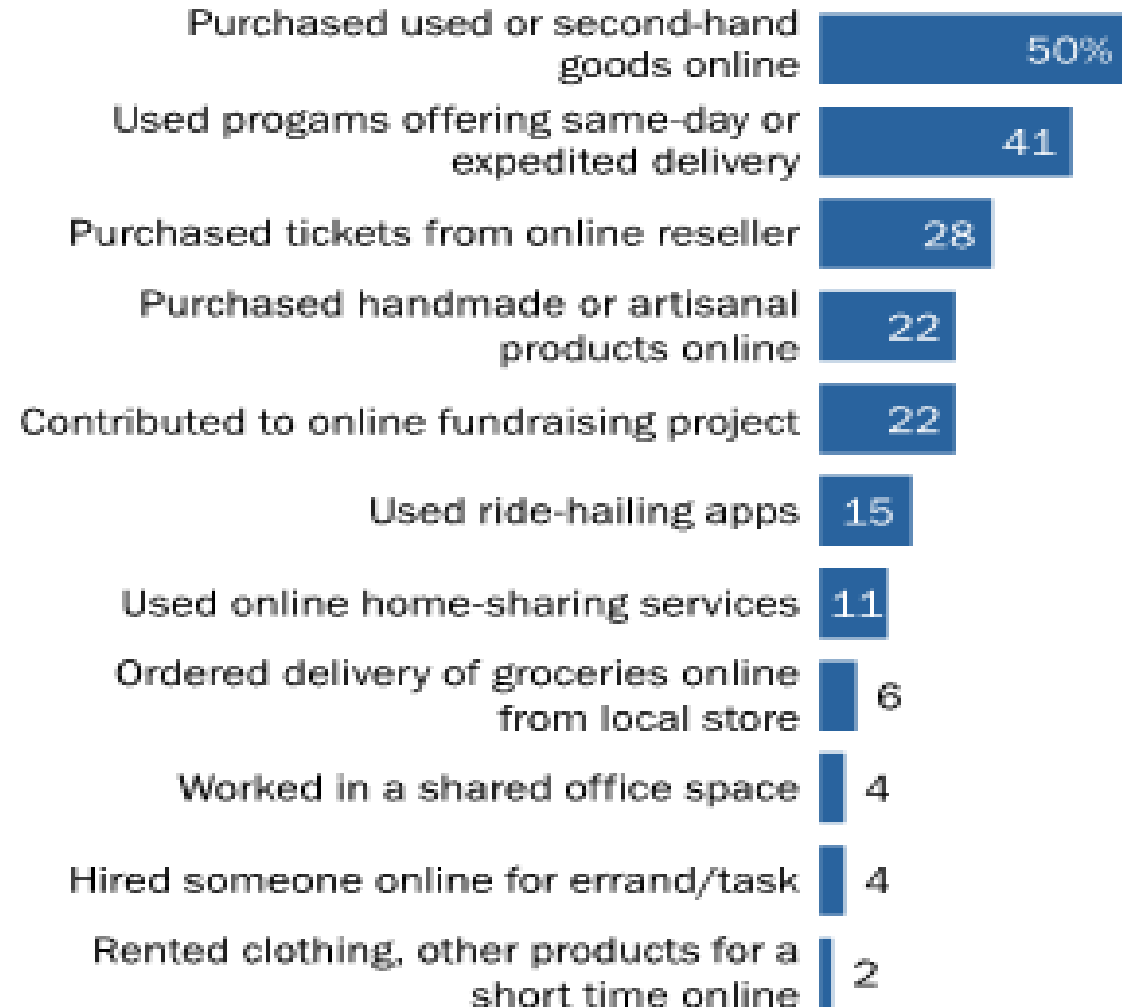 Purchased used or second-hand
goods online
50%
Used progams offering same-day or
expedited delivery
41
Purchased tickets from online reseller
28
Purchased handmade or artisanal
products online
22
Contributed to online fundraising project
22
Used ride-hailing apps
15
Used online home-sharing services
11
Ordered delivery of groceries online
from local store
6
Worked in a shared office space
4
Hired someone online for errand/task
4
Rented clothing, other products for a
short time online
2